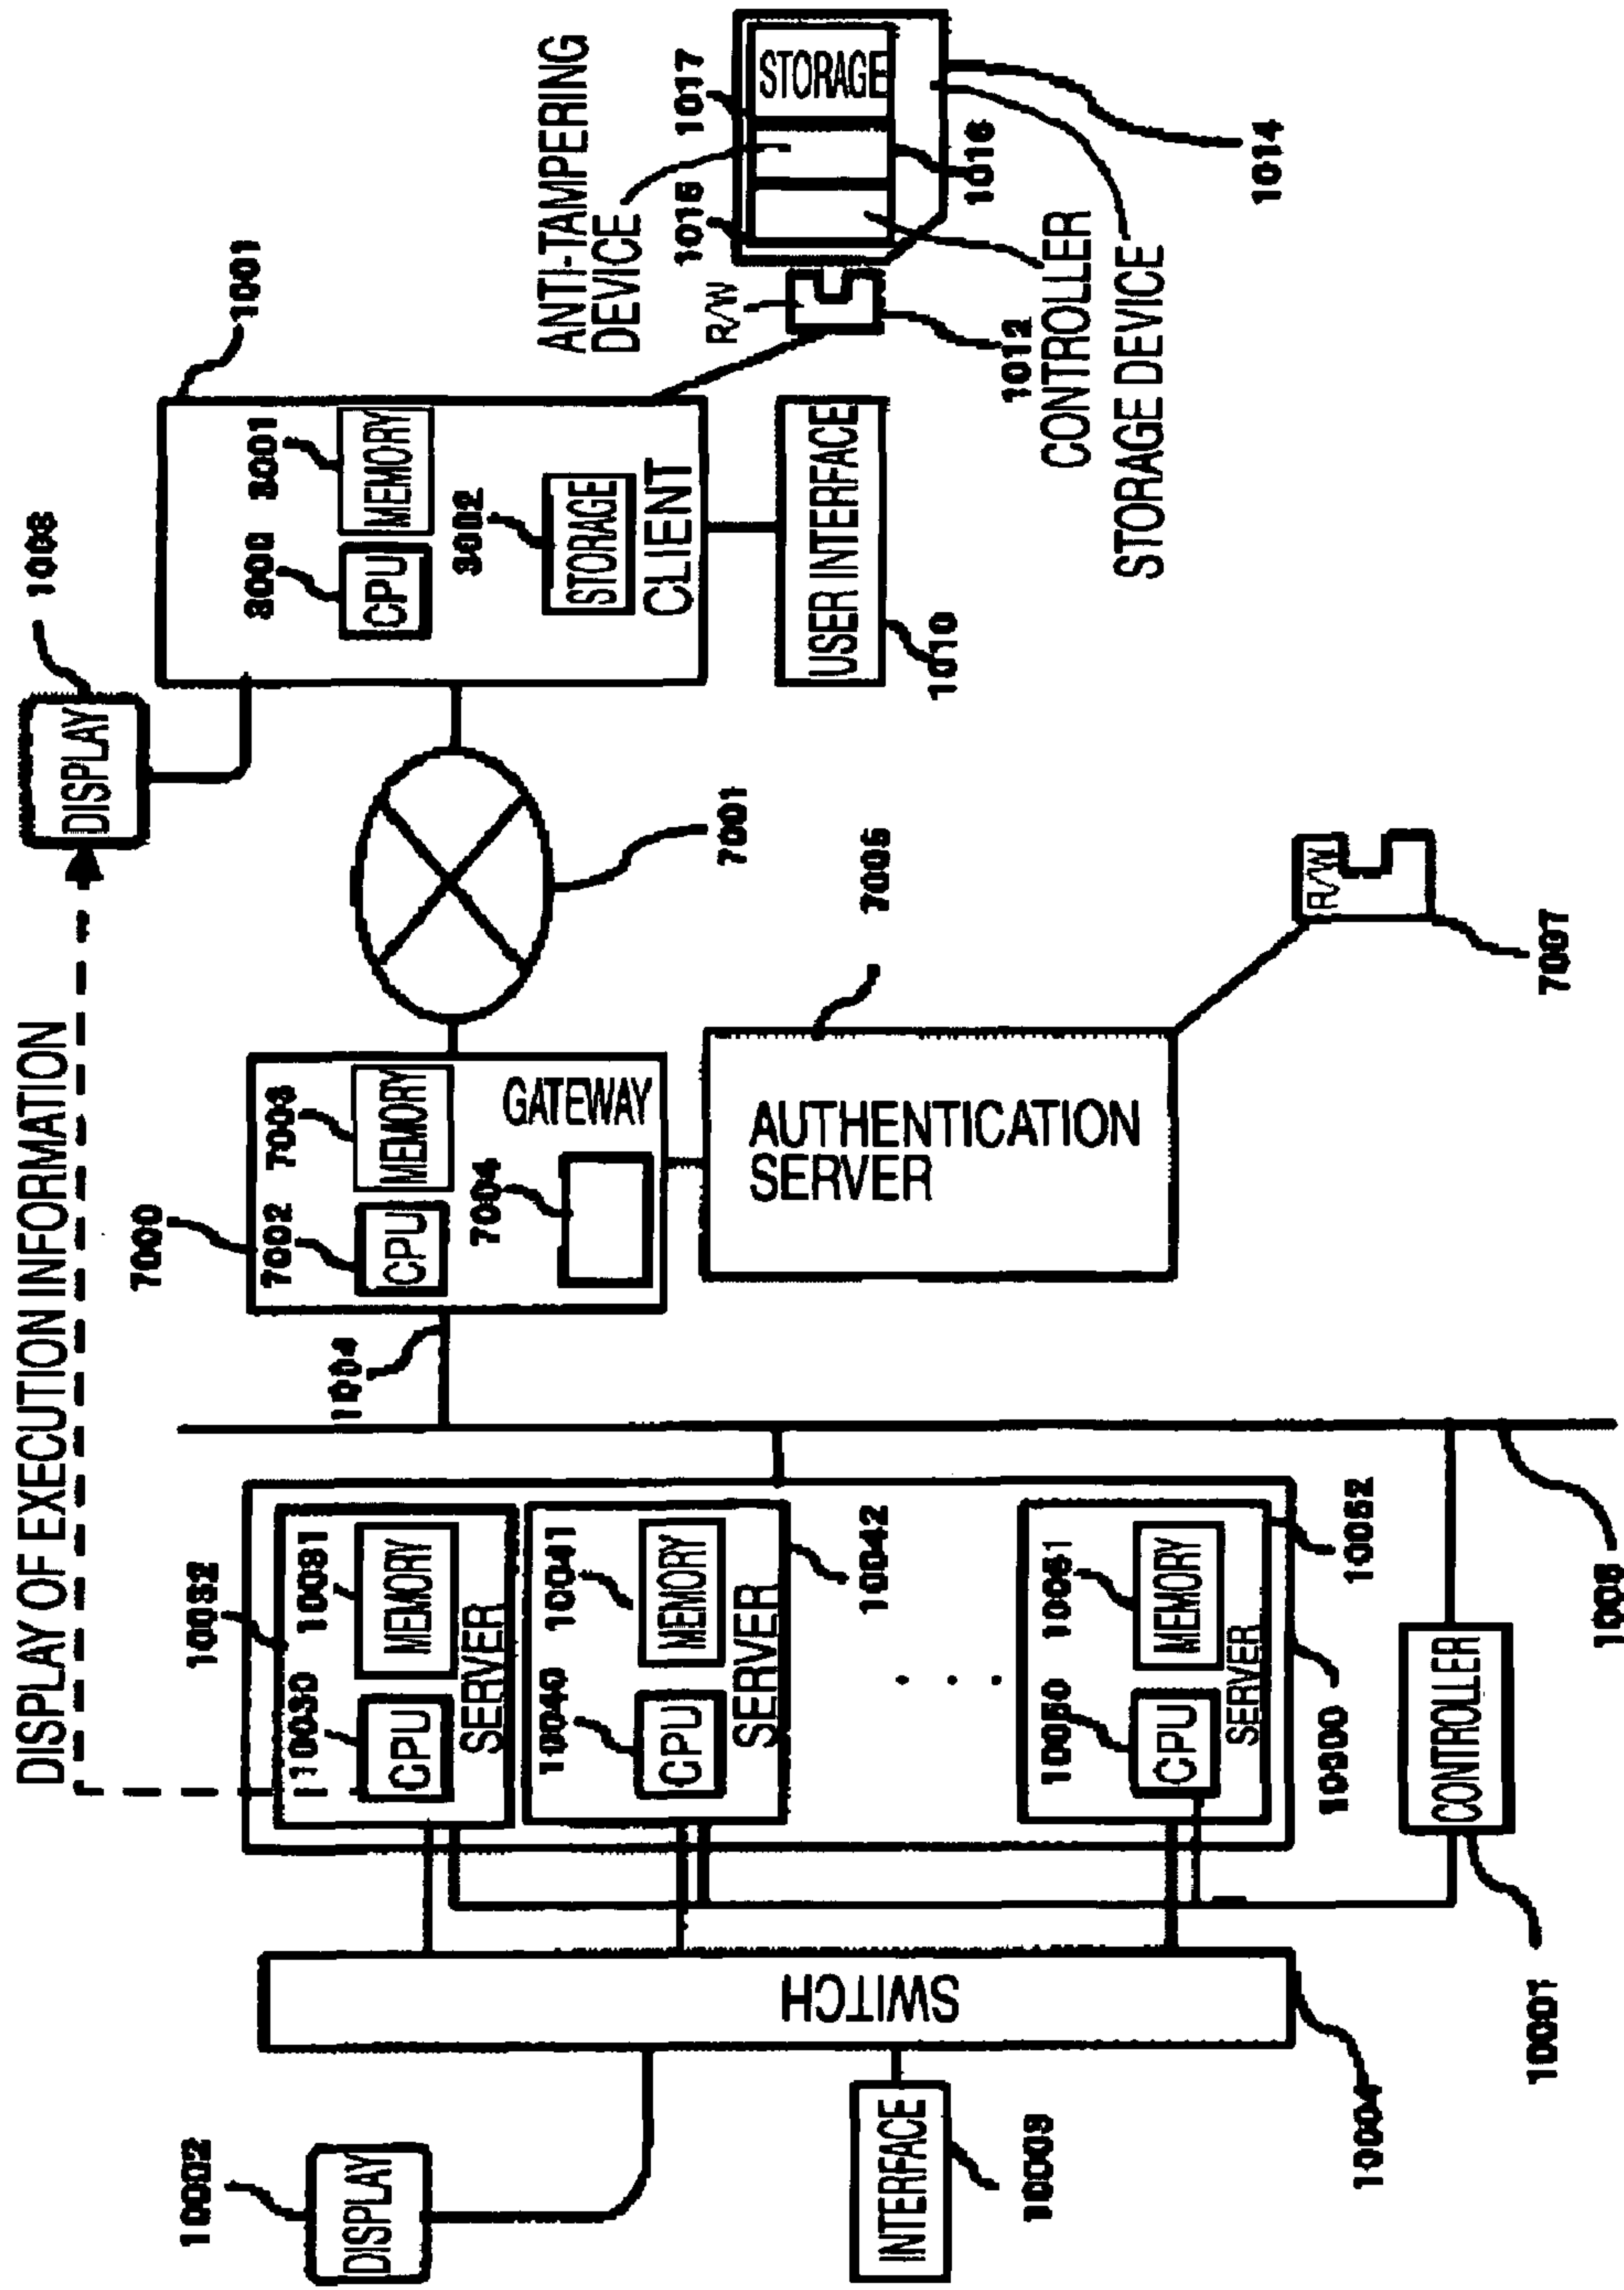 DISPLAY OF EXECUTION INFORMATION
DISPLAY
1008
1001
3000
CPU
3001
MEMORY
3002
STORAGE
CLIENT
USER INTERFACE
1010
R/W
1012
ANTI-TAMPERING
DEVICE
1015
1017
STORAGE
1016
CONTROLLER
STORAGE DEVICE
1014
7001
7000
7002
CPU
7003
MEMORY
GATEWAY
7004
1004
7005
AUTHENTICATION
SERVER
R/W
7007
10032
10030
CPU
10031
MEMORY
SERVER
10040
CPU
10041
MEMORY
SERVER
10042
. . .
10050
CPU
10051
MEMORY
SERVER
10052
10000
CONTROLLER
10001
1005
SWITCH
10004
10002
DISPLAY
INTERFACE
10003